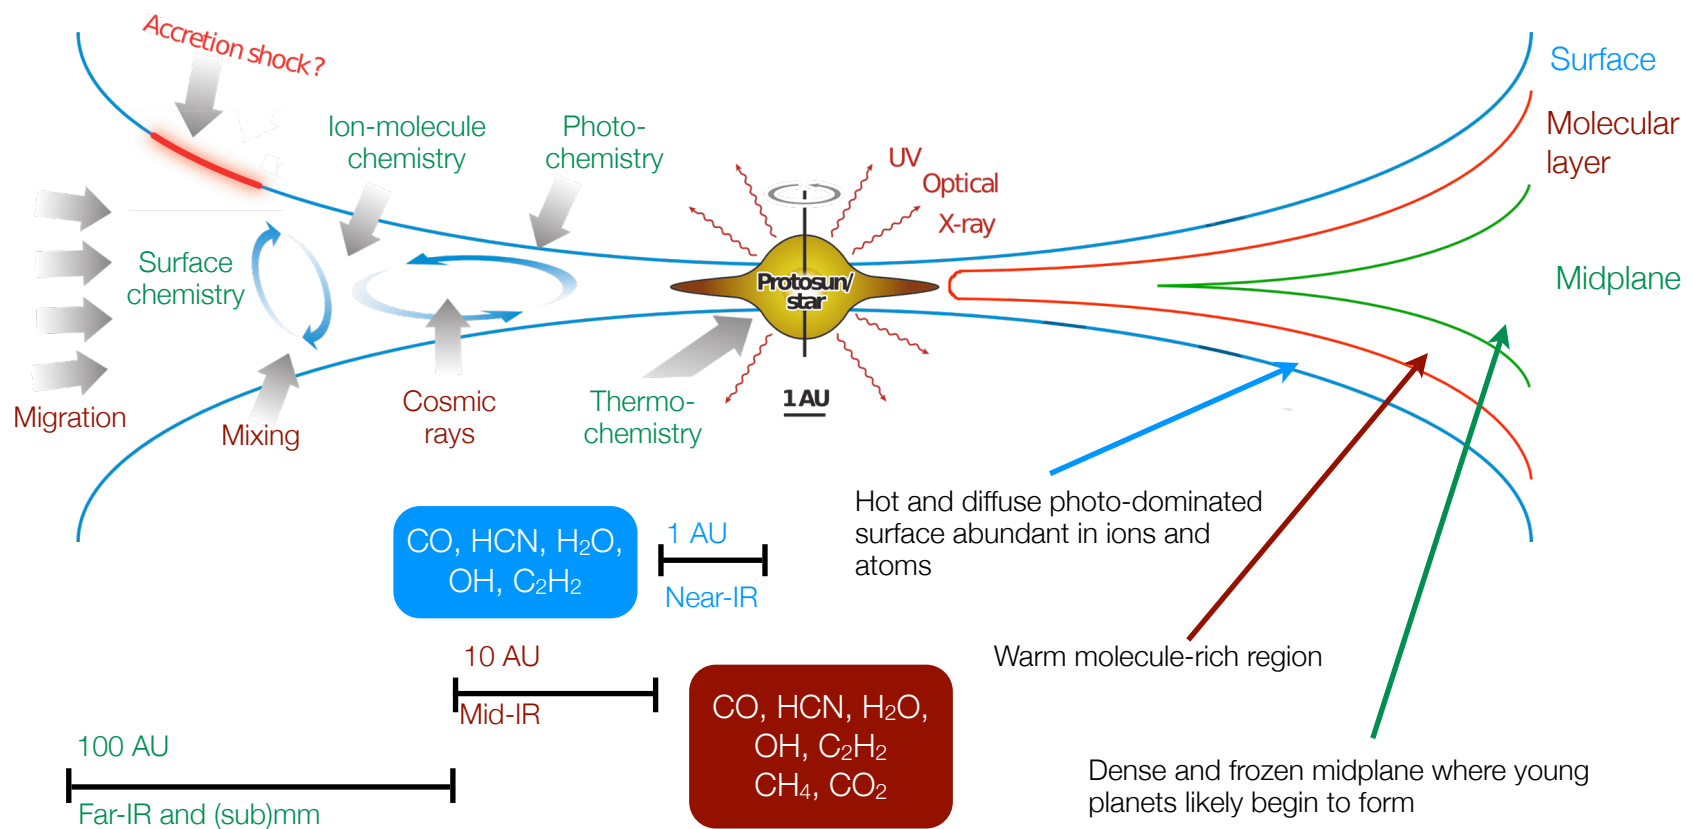 Accretion shock?
Ion-molecule
chemistry
Photo-
chemistry
UV
Optical
X-ray
Surface
Molecular
layer
Midplane
Surface
chemistry
Protosun/
star
Migration
Mixing
Cosmic
rays
Thermo-
chemistry
1 AU
Hot and diffuse photo-dominated
surface abundant in ions and
atoms
CO, HCN, H₂O,
OH, C₂H₂
1 AU
Near-IR
Warm molecule-rich region
10 AU
Mid-IR
CO, HCN, H₂O,
OH, C₂H₂
CH₄, CO₂
100 AU
Far-IR and (sub)mm
Dense and frozen midplane where young
planets likely begin to form